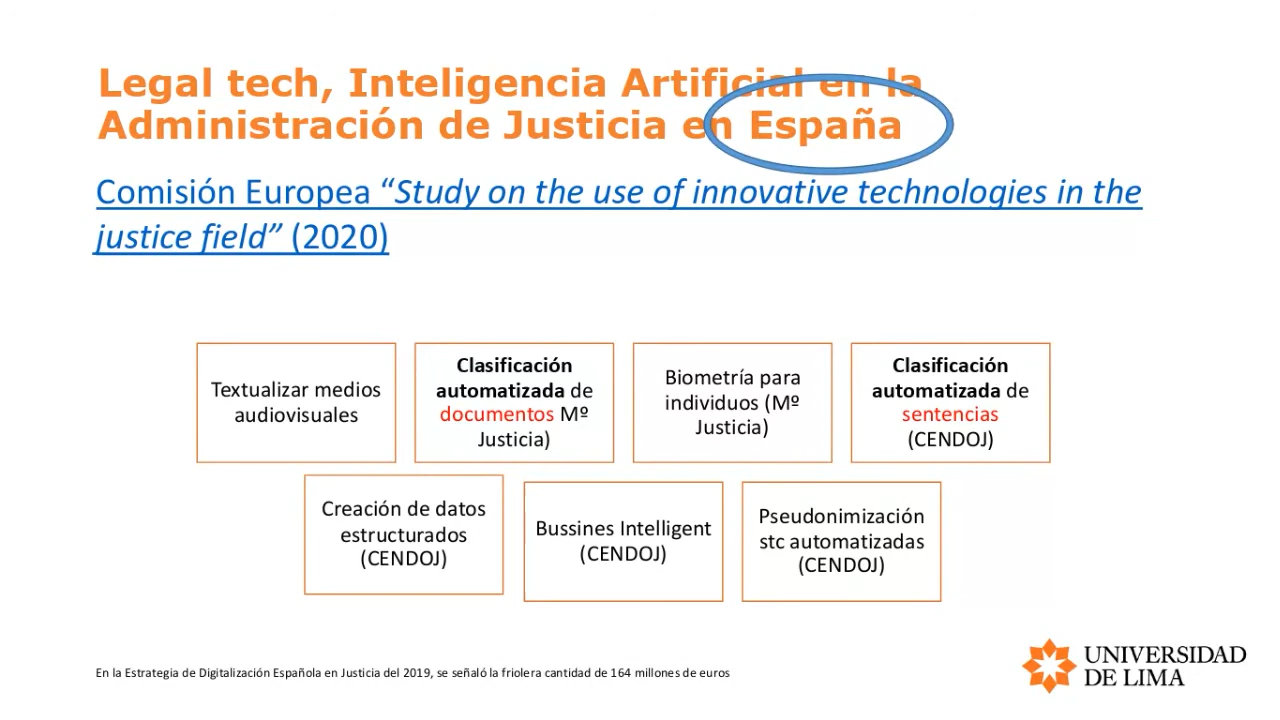 Legal tech, Inteligencia Artificial en la
Administración de Justicia en España
Comisión Europea “Study on the use of innovative technologies in the
justice field” (2020)
Textualizar medios
audiovisuales
Clasificación
automatizada de
documentos Mº
Justicia)
Biometría para
individuos (Mº
Justicia)
Clasificación
automatizada de
sentencias
(CENDOJ)
Creación de datos
estructurados
(CENDOJ)
Bussines Intelligent
(CENDOJ)
Pseudonimización
stc automatizadas
(CENDOJ)
En la Estrategia de Digitalización Española en Justicia del 2019, se señaló la friolera cantidad de 164 millones de euros
UNIVERSIDAD
DE LIMA